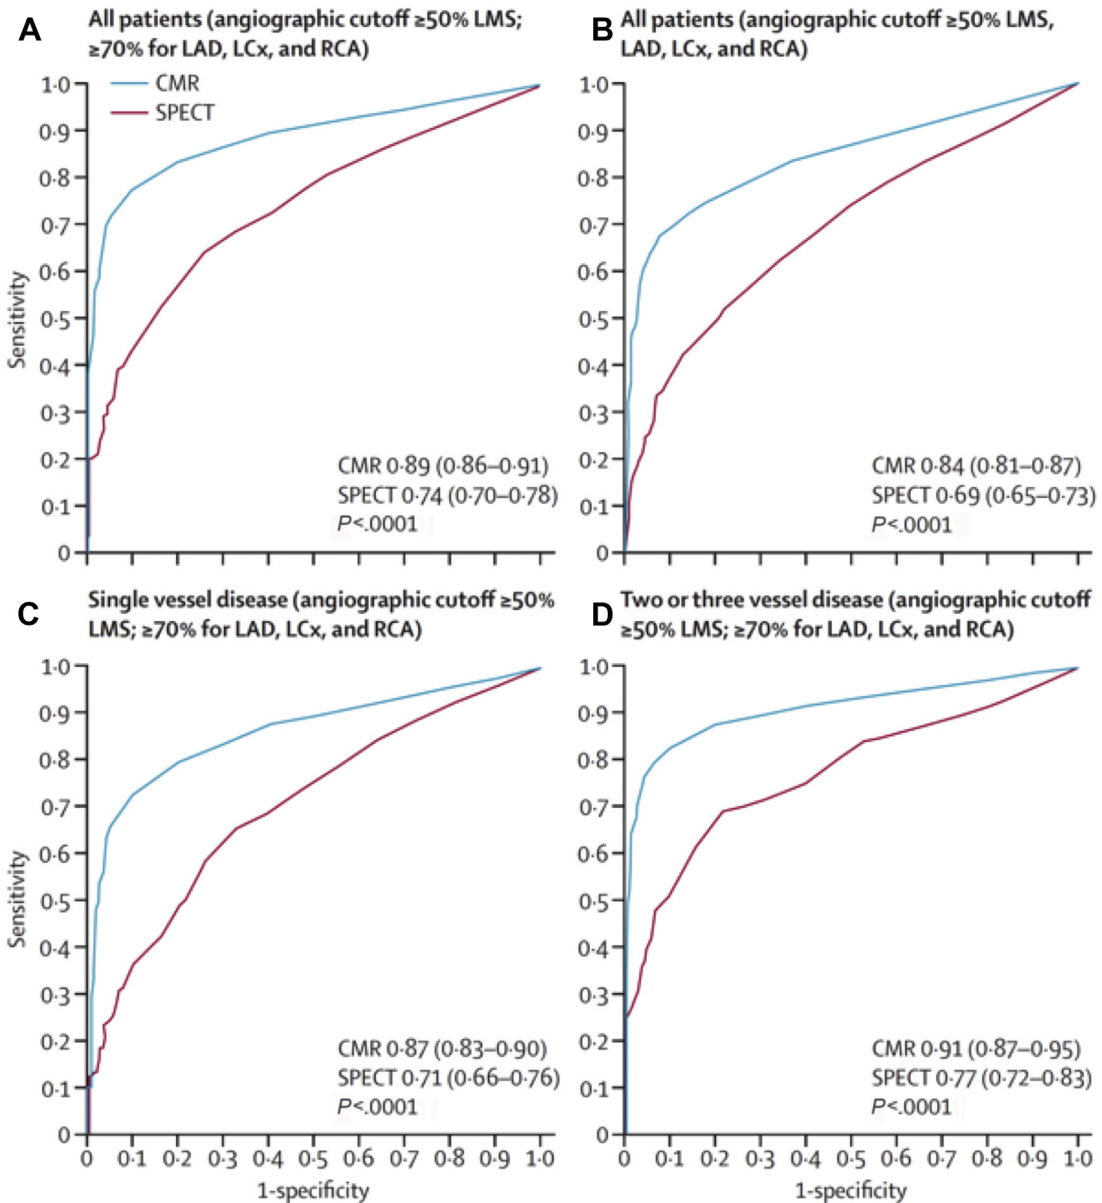 A
All patients (angiographic cutoff ≥50% LMS;
≥70% for LAD, LCx, and RCA)
CMR
SPECT
1·0
0·9
0·8
0·7
0·6
0·5
0·4
0·3
0·2
0·1
0
Sensitivity
CMR 0·89 (0·86–0·91)
SPECT 0·74 (0·70–0·78)
P<.0001
B
All patients (angiographic cutoff ≥50% LMS,
LAD, LCx, and RCA)
1·0
0·9
0·8
0·7
0·6
0·5
0·4
0·3
0·2
0·1
0
CMR 0·84 (0·81–0·87)
SPECT 0·69 (0·65–0·73)
P<.0001
C
Single vessel disease (angiographic cutoff ≥50%
LMS; ≥70% for LAD, LCx, and RCA)
1·0
0·9
0·8
0·7
0·6
0·5
0·4
0·3
0·2
0·1
0
Sensitivity
CMR 0·87 (0·83–0·90)
SPECT 0·71 (0·66–0·76)
P<.0001
0 0·1 0·2 0·3 0·4 0·5 0·6 0·7 0·8 0·9 1·0
1-specificity
D
Two or three vessel disease (angiographic cutoff
≥50% LMS; ≥70% for LAD, LCx, and RCA)
1·0
0·9
0·8
0·7
0·6
0·5
0·4
0·3
0·2
0·1
0
CMR 0·91 (0·87–0·95)
SPECT 0·77 (0·72–0·83)
P<.0001
0 0·1 0·2 0·3 0·4 0·5 0·6 0·7 0·8 0·9 1·0
1-specificity